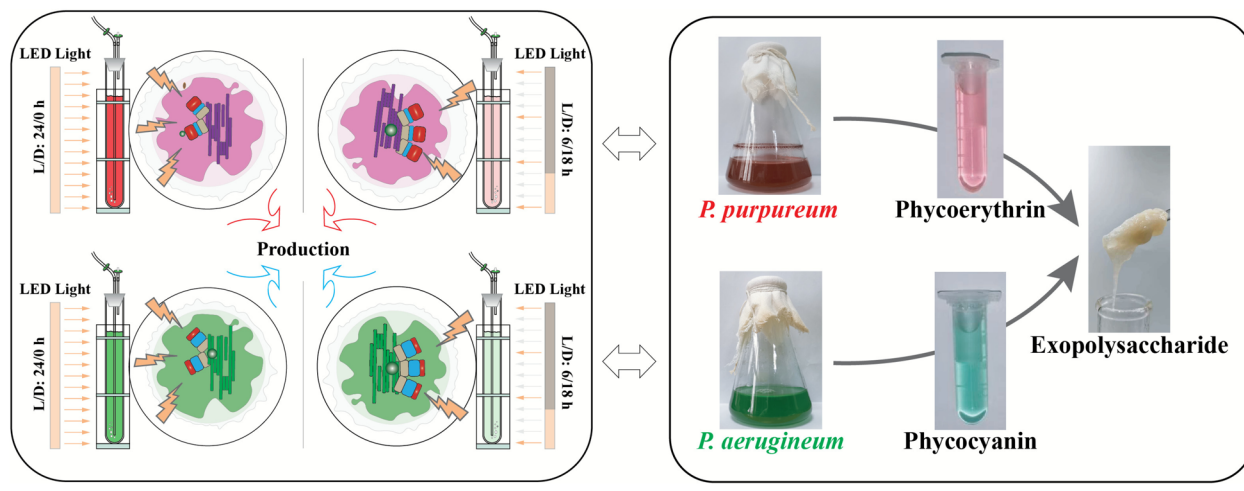 LED Light
LED Light
L/D: 24/0 h
L/D: 6/18 h
Production
LED Light
LED Light
L/D: 24/0 h
L/D: 6/18 h
P. purpureum
Phycoerythrin
Exopolysaccharide
P. aerugineum
Phycocyanin